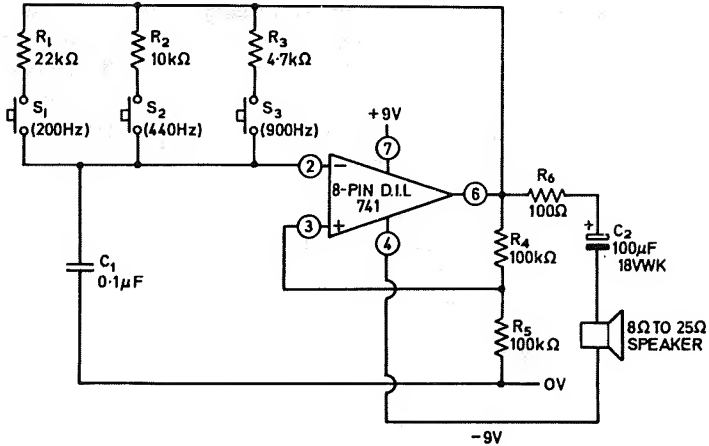 R1
22kΩ
R2
10kΩ
R3
4·7kΩ
S1
(200Hz)
S2
(440Hz)
S3
(900Hz)
+9V
7
2
−
8-PIN D.I.L
741
6
3
+
4
R6
100Ω
+
C2
100µF
18VWK
R4
100kΩ
C1
0·1µF
R5
100kΩ
8Ω TO 25Ω
SPEAKER
0V
−9V